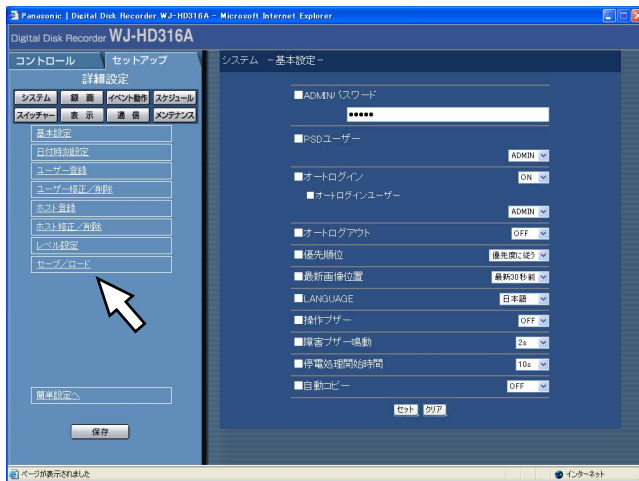 Panasonic | Digital Disk Recorder WJ-HD316A - Microsoft Internet Explorer
Digital Disk Recorder WJ-HD316A
コントロール セットアップ
詳細設定
システム 録画 イベント動作 スケジュール
スイッチャー 表示 通信 メンテナンス
基本設定
日付時刻設定
ユーザー登録
ユーザー修正／削除
ホスト登録
ホスト修正／削除
レベル設定
セーブ／ロード
簡単設定へ
保存
システム －基本設定－
■ADMINパスワード
●●●●●
■PSDユーザー
ADMIN
■オートログイン ON
■オートログインユーザー
ADMIN
■オートログアウト OFF
■優先順位 優先度に従う
■最新画像位置 最新30秒前
■LANGUAGE 日本語
■操作ブザー OFF
■障害ブザー鳴動 2s
■停電処理開始時間 10s
■自動コピー OFF
セット クリア
ページが表示されました インターネット